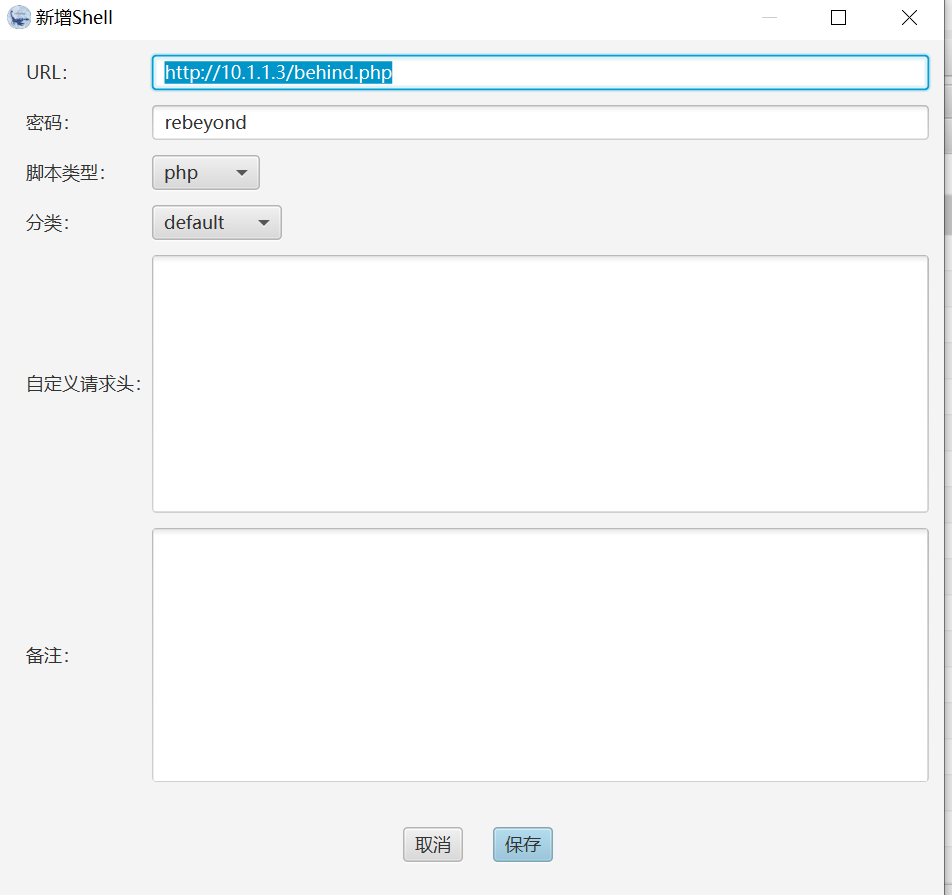 新增Shell
URL：
http://10.1.1.3/behind.php
密码：
rebeyond
脚本类型：
php
分类：
default
自定义请求头：
备注：
取消
保存